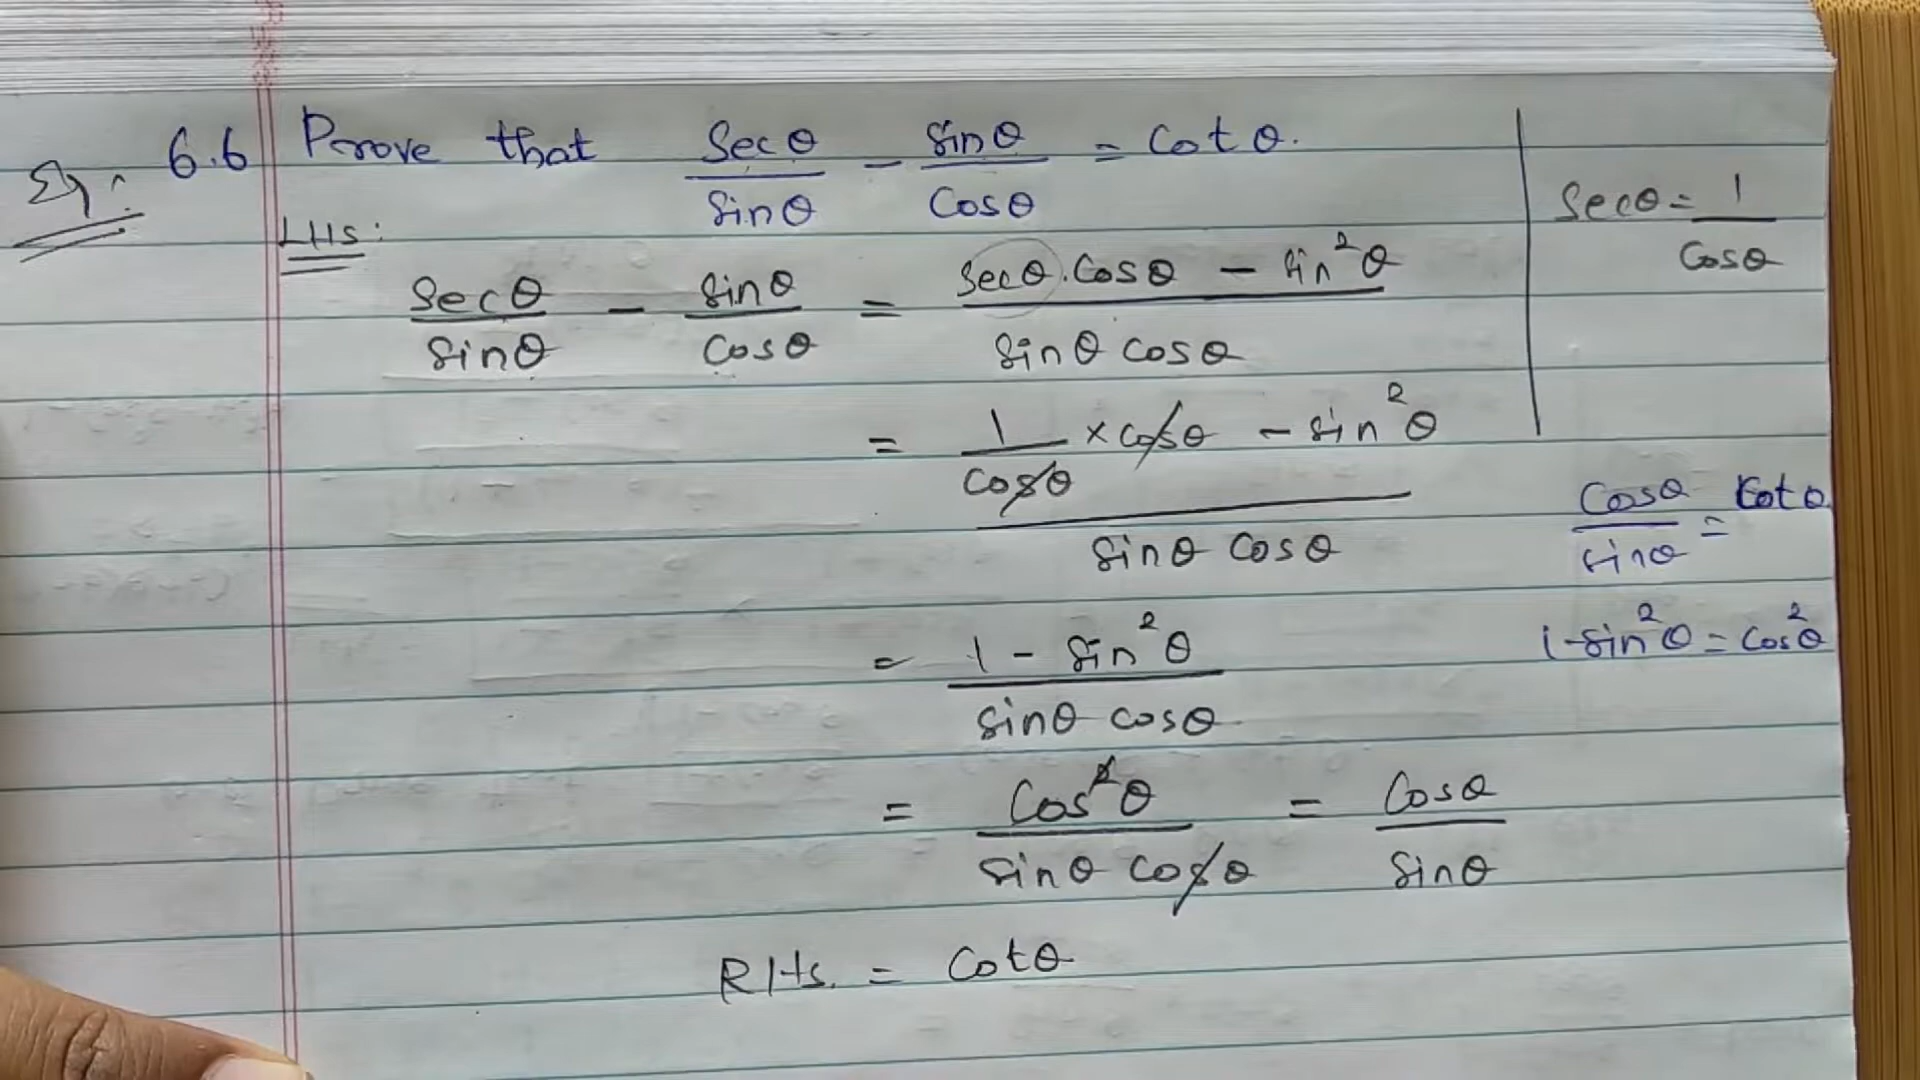 Eg: 6.6 Prove that secθ/sinθ - sinθ/cosθ = cotθ.
LHS:
secθ/sinθ - sinθ/cosθ = (secθ.cosθ - sin²θ)/(sinθ cosθ)
= (1/cosθ × cosθ - sin²θ)/(sinθ cosθ)
= (1 - sin²θ)/(sinθ cosθ)
= cos²θ/(sinθ cosθ) = cosθ/sinθ
RHS. = cotθ
secθ = 1/cosθ
cosθ/sinθ = cotθ
1-sin²θ = cos²θ